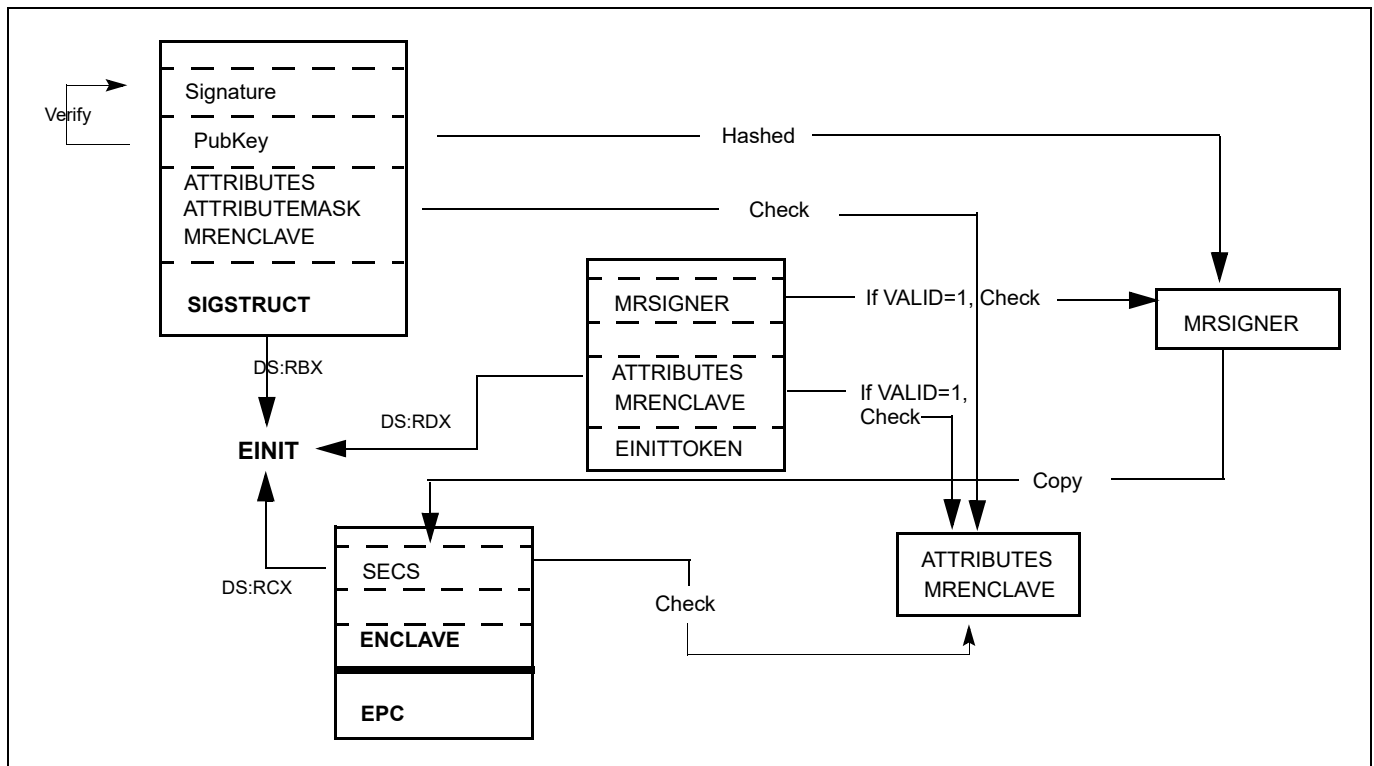 Signature
Verify
PubKey
Hashed
ATTRIBUTES
ATTRIBUTEMASK
MRENCLAVE
Check
SIGSTRUCT
MRSIGNER
If VALID=1, Check
MRSIGNER
DS:RBX
ATTRIBUTES
MRENCLAVE
If VALID=1,
Check
DS:RDX
EINIT
EINITTOKEN
Copy
SECS
DS:RCX
Check
ENCLAVE
EPC
ATTRIBUTES
MRENCLAVE